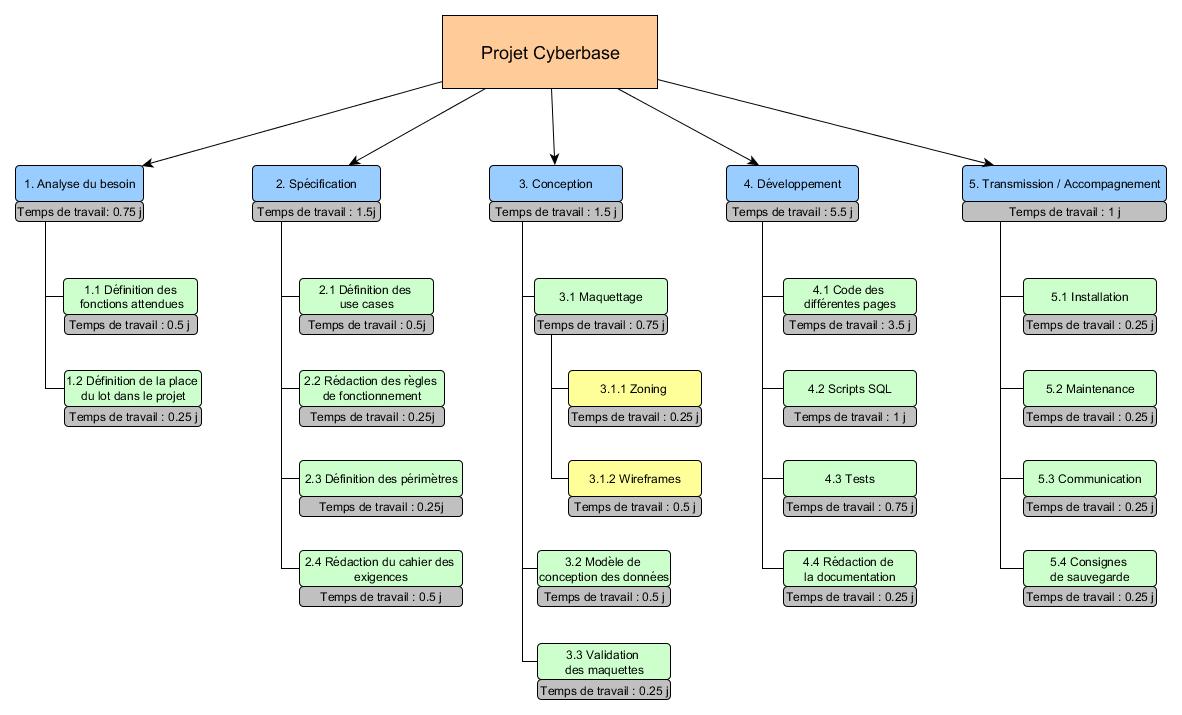 Projet Cyberbase
1. Analyse du besoin
Temps de travail: 0.75 j
1.1 Définition des
fonctions attendues
Temps de travail : 0.5 j
1.2 Définition de la place
du lot dans le projet
Temps de travail : 0.25 j
2. Spécification
Temps de travail : 1.5j
2.1 Définition des
use cases
Temps de travail : 0.5j
2.2 Rédaction des règles
de fonctionnement
Temps de travail : 0.25j
2.3 Définition des périmètres
Temps de travail : 0.25j
2.4 Rédaction du cahier des
exigences
Temps de travail : 0.5 j
3. Conception
Temps de travail : 1.5 j
3.1 Maquettage
Temps de travail : 0.75 j
3.1.1 Zoning
Temps de travail : 0.25 j
3.1.2 Wireframes
Temps de travail : 0.5 j
3.2 Modèle de
conception des données
Temps de travail : 0.5 j
3.3 Validation
des maquettes
Temps de travail : 0.25 j
4. Développement
Temps de travail : 5.5 j
4.1 Code des
différentes pages
Temps de travail : 3.5 j
4.2 Scripts SQL
Temps de travail : 1 j
4.3 Tests
Temps de travail : 0.75 j
4.4 Rédaction de
la documentation
Temps de travail : 0.25 j
5. Transmission / Accompagnement
Temps de travail : 1 j
5.1 Installation
Temps de travail : 0.25 j
5.2 Maintenance
Temps de travail : 0.25 j
5.3 Communication
Temps de travail : 0.25 j
5.4 Consignes
de sauvegarde
Temps de travail : 0.25 j